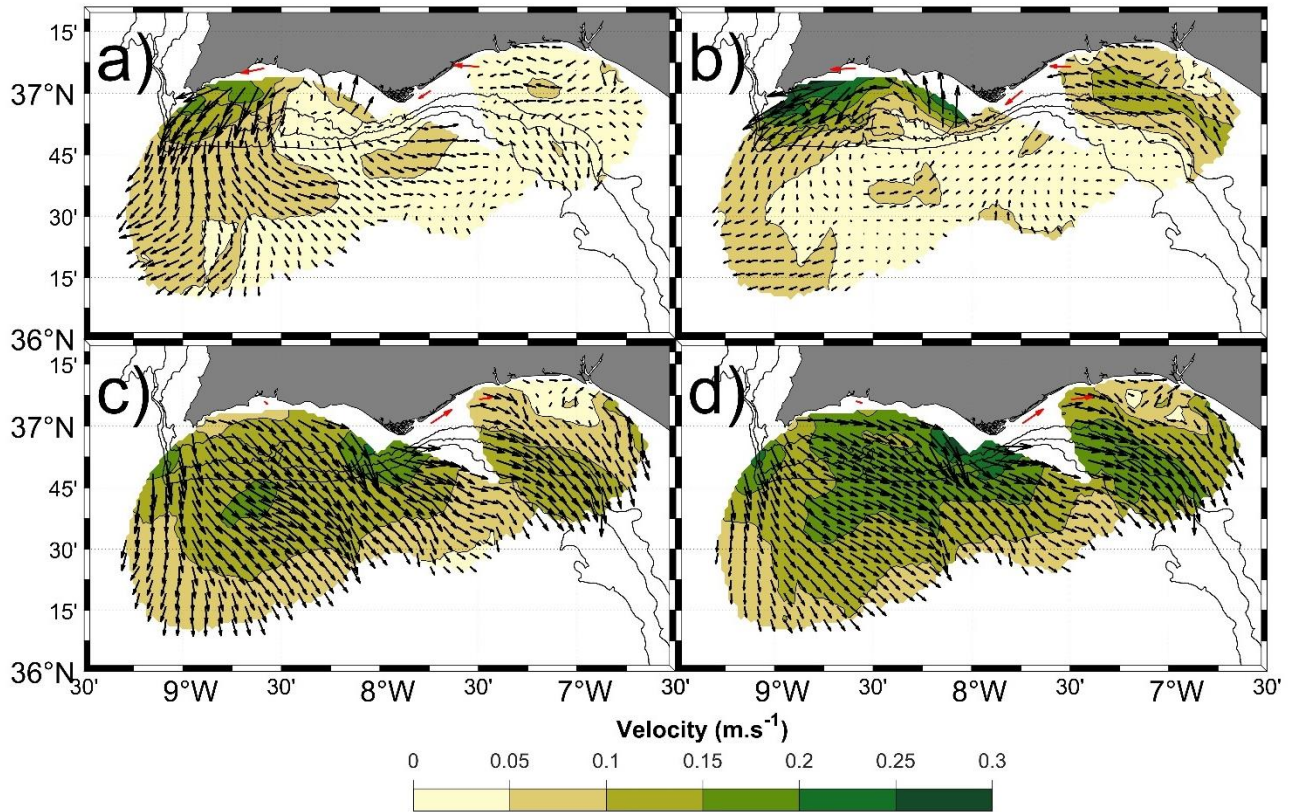 a) b)
15'
37°N
45'
30'
15'
36°N
c) d)
15'
37°N
45'
30'
15'
36°N
30' 9°W 30' 8°W 30' 7°W 30' 9°W 30' 8°W 30' 7°W 30'
Velocity (m.s⁻¹)
0 0.05 0.1 0.15 0.2 0.25 0.3